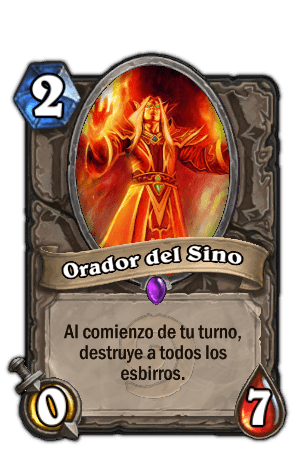 2
Orador del Sino
Al comienzo de tu turno,
destruye a todos los
esbirros.
0
7